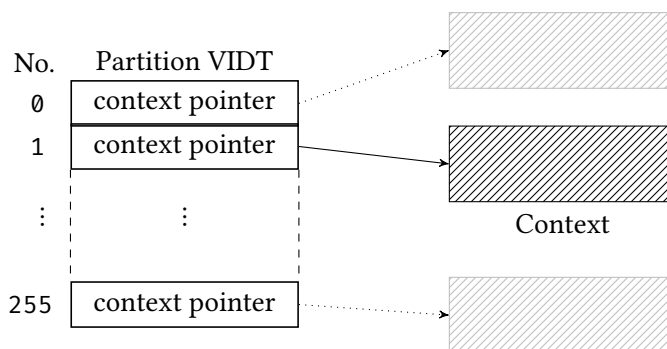 No. Partition VIDT
0 context pointer
1 context pointer
⋮ ⋮
Context
255 context pointer